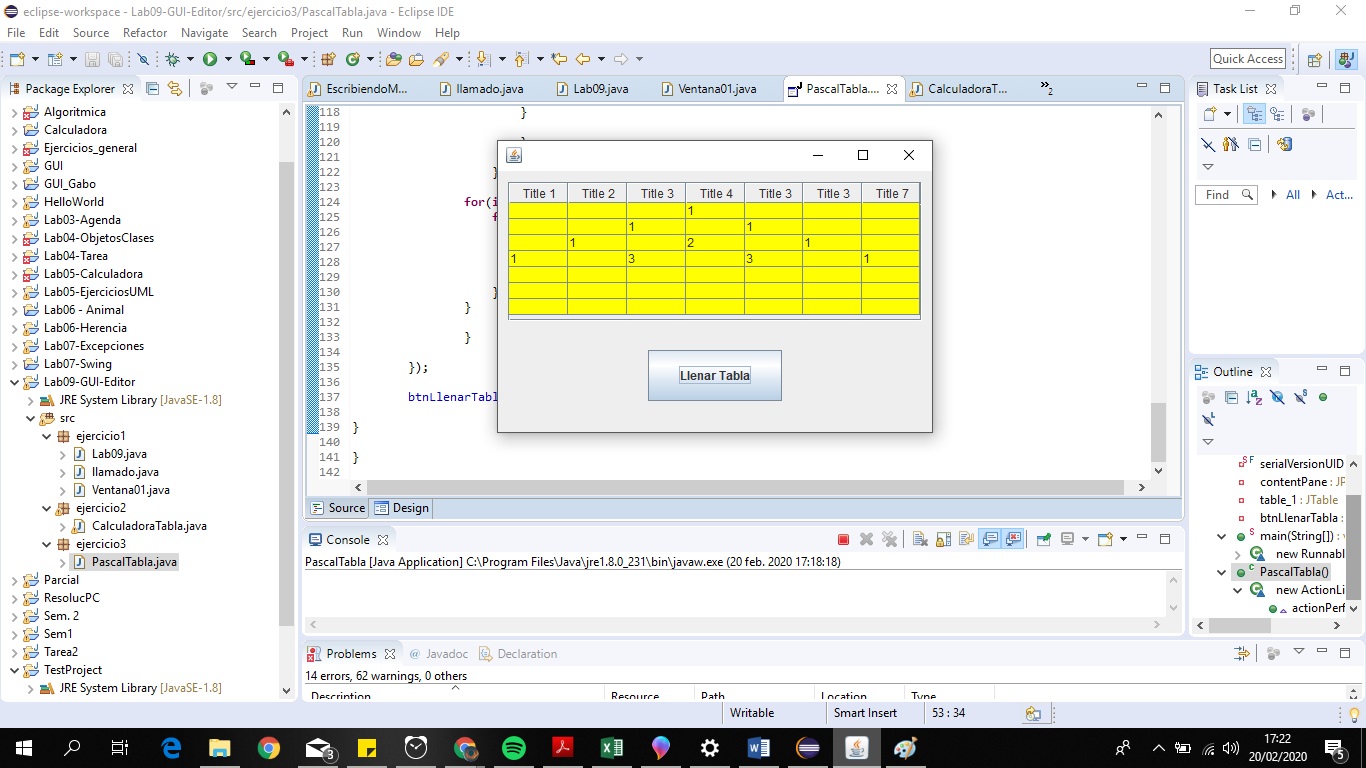 eclipse-workspace - Lab09-GUI-Editor/src/ejercicio3/PascalTabla.java - Eclipse IDE
File Edit Source Refactor Navigate Search Project Run Window Help
Quick Access
Package Explorer
Algoritmica
Calculadora
Ejercicios_general
GUI
GUI_Gabo
HelloWorld
Lab03-Agenda
Lab04-ObjetosClases
Lab04-Tarea
Lab05-Calculadora
Lab05-EjerciciosUML
Lab06 - Animal
Lab06-Herencia
Lab07-Excepciones
Lab07-Swing
Lab09-GUI-Editor
JRE System Library [JavaSE-1.8]
src
ejercicio1
Lab09.java
llamado.java
Ventana01.java
ejercicio2
CalculadoraTabla.java
ejercicio3
PascalTabla.java
Parcial
ResolucPC
Sem. 2
Sem1
Tarea2
TestProject
JRE System Library [JavaSE-1.8]
EscribiendoM... llamado.java Lab09.java Ventana01.java PascalTabla.... CalculadoraT... »2
118 }
119
120 }
121
122 }
123
124 for(i
125 f
126
127
128
129
130 }
131 }
132
133 }
134
135 });
136
137 btnLlenarTabl
138
139 }
140
141 }
142
Title 1 Title 2 Title 3 Title 4 Title 3 Title 3 Title 7
1
1 1
1 2 1
1 3 3 1
Llenar Tabla
Source Design
Console
PascalTabla [Java Application] C:\Program Files\Java\jre1.8.0_231\bin\javaw.exe (20 feb. 2020 17:18:18)
Problems @ Javadoc Declaration
14 errors, 62 warnings, 0 others
Description Resource Path Location Type
Task List
Find All Act...
Outline
serialVersionUID
contentPane : JP
table_1 : JTable
btnLlenarTabla :
main(String[]) : v
new Runnabl
PascalTabla()
new ActionLi
actionPerf
Writable Smart Insert 53 : 34
3
17:22
20/02/2020
5